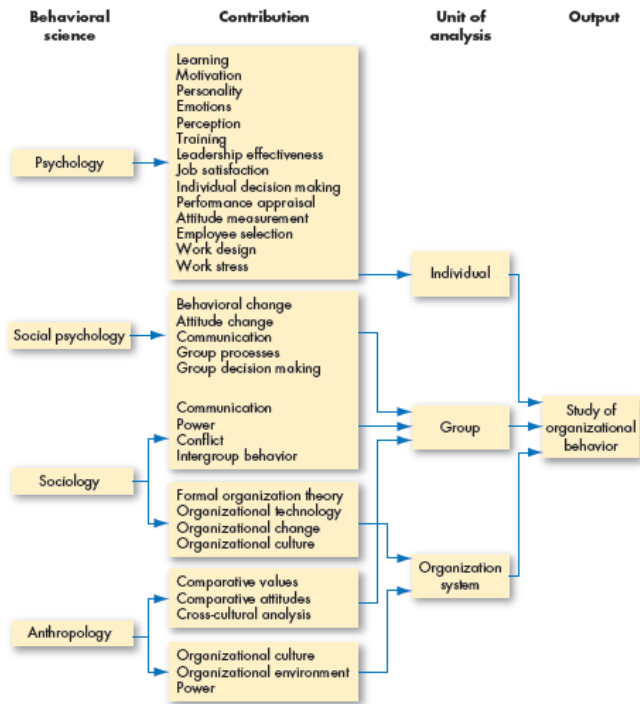 Behavioral
science
Contribution
Unit of
analysis
Output
Psychology
Learning
Motivation
Personality
Emotions
Perception
Training
Leadership effectiveness
Job satisfaction
Individual decision making
Performance appraisal
Attitude measurement
Employee selection
Work design
Work stress
Individual
Social psychology
Behavioral change
Attitude change
Communication
Group processes
Group decision making
Communication
Power
Conflict
Intergroup behavior
Group
Study of
organizational
behavior
Sociology
Formal organization theory
Organizational technology
Organizational change
Organizational culture
Organization
system
Anthropology
Comparative values
Comparative attitudes
Cross-cultural analysis
Organizational culture
Organizational environment
Power